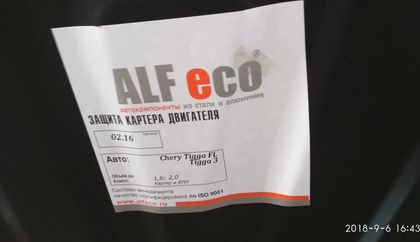 ALF eco
автокомпоненты из стали и алюминия
ЗАЩИТА КАРТЕРА ДВИГАТЕЛЯ
02.16 Артикул
Авто: Chery Tiggo FL
Tiggo 3
Объем дв: 1,6; 2,0
Картер и КПП
Система менеджмента
качества сертифицирована по ISO 9001
www.alfeco.ru
2018-9-6 16:43